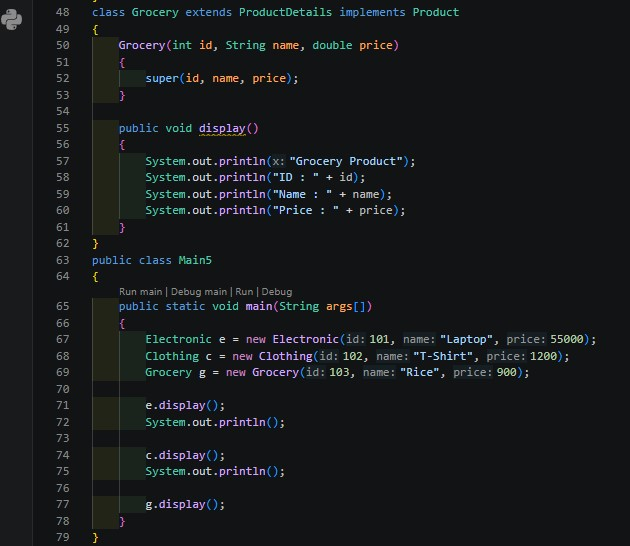 48 class Grocery extends ProductDetails implements Product
49 {
50 Grocery(int id, String name, double price)
51 {
52 super(id, name, price);
53 }
54
55 public void display()
56 {
57 System.out.println(x: "Grocery Product");
58 System.out.println("ID : " + id);
59 System.out.println("Name : " + name);
60 System.out.println("Price : " + price);
61 }
62 }
63 public class Main5
64 {
Run main | Debug main | Run | Debug
65 public static void main(String args[])
66 {
67 Electronic e = new Electronic(id: 101, name: "Laptop", price: 55000);
68 Clothing c = new Clothing(id: 102, name: "T-Shirt", price: 1200);
69 Grocery g = new Grocery(id: 103, name: "Rice", price: 900);
70
71 e.display();
72 System.out.println();
73
74 c.display();
75 System.out.println();
76
77 g.display();
78 }
79 }